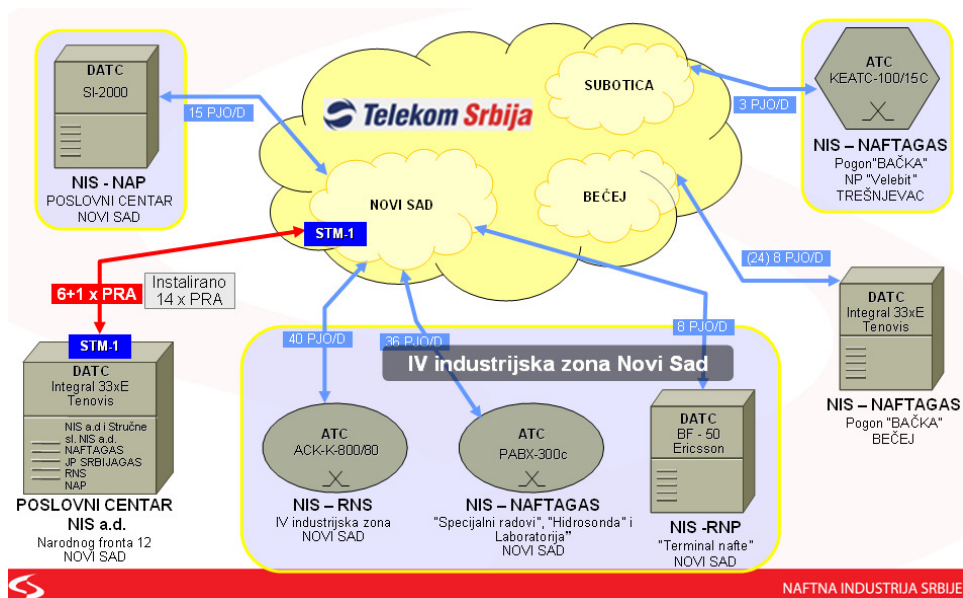 DATC
SI-2000
NIS - NAP
POSLOVNI CENTAR
NOVI SAD
15 PJO/D
Telekom Srbija
SUBOTICA
NOVI SAD
BEČEJ
STM-1
3 PJO/D
ATC
KEATC-100/15C
NIS – NAFTAGAS
Pogon"BAČKA"
NP "Velebit"
TREŠNJEVAC
6+1 x PRA
Instalirano
14 x PRA
STM-1
DATC
Integral 33xE
Tenovis
NIS a.d i Stručne
sl. NIS a.d.
NAFTAGAS
JP SRBIJAGAS
RNS
NAP
POSLOVNI CENTAR
NIS a.d.
Narodnog fronta 12
NOVI SAD
(24) 8 PJO/D
DATC
Integral 33xE
Tenovis
NIS – NAFTAGAS
Pogon "BAČKA"
BEČEJ
40 PJO/D
36 PJO/D
8 PJO/D
IV industrijska zona Novi Sad
ATC
ACK-K-800/80
NIS – RNS
IV industrijska zona
NOVI SAD
ATC
PABX-300c
NIS – NAFTAGAS
"Specijalni radovi", "Hidrosonda" i
Laboratorija”
NOVI SAD
DATC
BF - 50
Ericsson
NIS -RNP
"Terminal nafte"
NOVI SAD
NAFTNA INDUSTRIJA SRBIJE